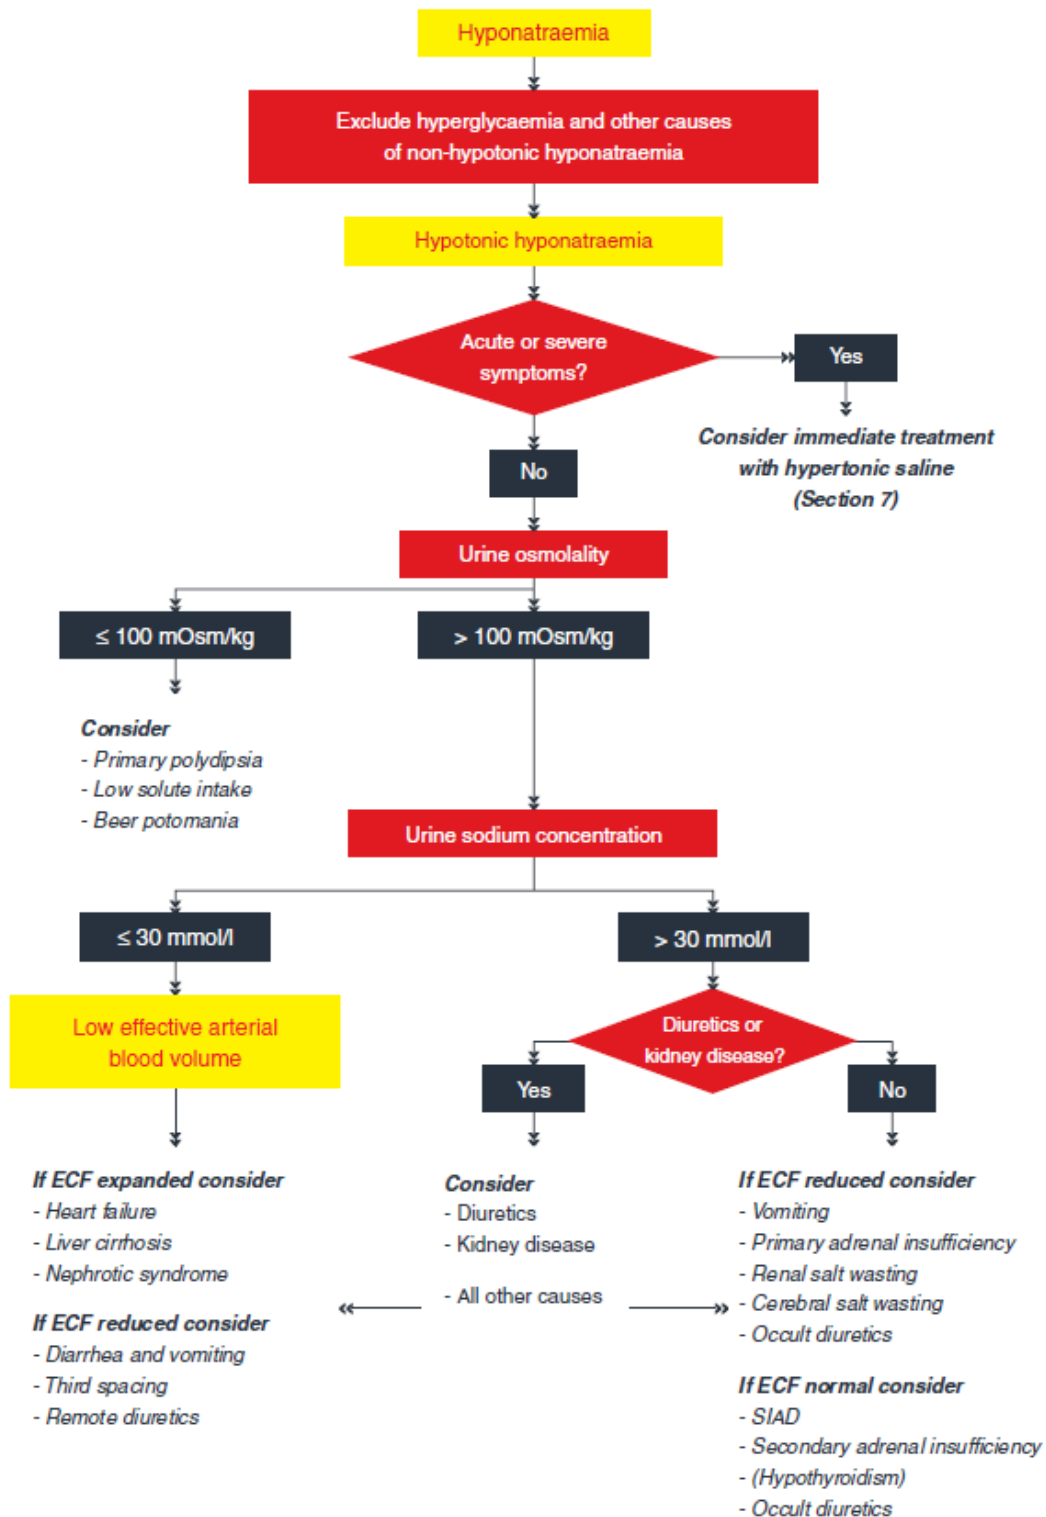 Hyponatraemia
Exclude hyperglycaemia and other causes
of non-hypotonic hyponatraemia
Hypotonic hyponatraemia
Acute or severe
symptoms?
Yes
Consider immediate treatment
with hypertonic saline
(Section 7)
No
Urine osmolality
≤ 100 mOsm/kg
> 100 mOsm/kg
Consider
- Primary polydipsia
- Low solute intake
- Beer potomania
Urine sodium concentration
≤ 30 mmol/l
> 30 mmol/l
Low effective arterial
blood volume
Diuretics or
kidney disease?
Yes
No
If ECF expanded consider
- Heart failure
- Liver cirrhosis
- Nephrotic syndrome
If ECF reduced consider
- Diarrhea and vomiting
- Third spacing
- Remote diuretics
Consider
- Diuretics
- Kidney disease
- All other causes
If ECF reduced consider
- Vomiting
- Primary adrenal insufficiency
- Renal salt wasting
- Cerebral salt wasting
- Occult diuretics
If ECF normal consider
- SIAD
- Secondary adrenal insufficiency
- (Hypothyroidism)
- Occult diuretics